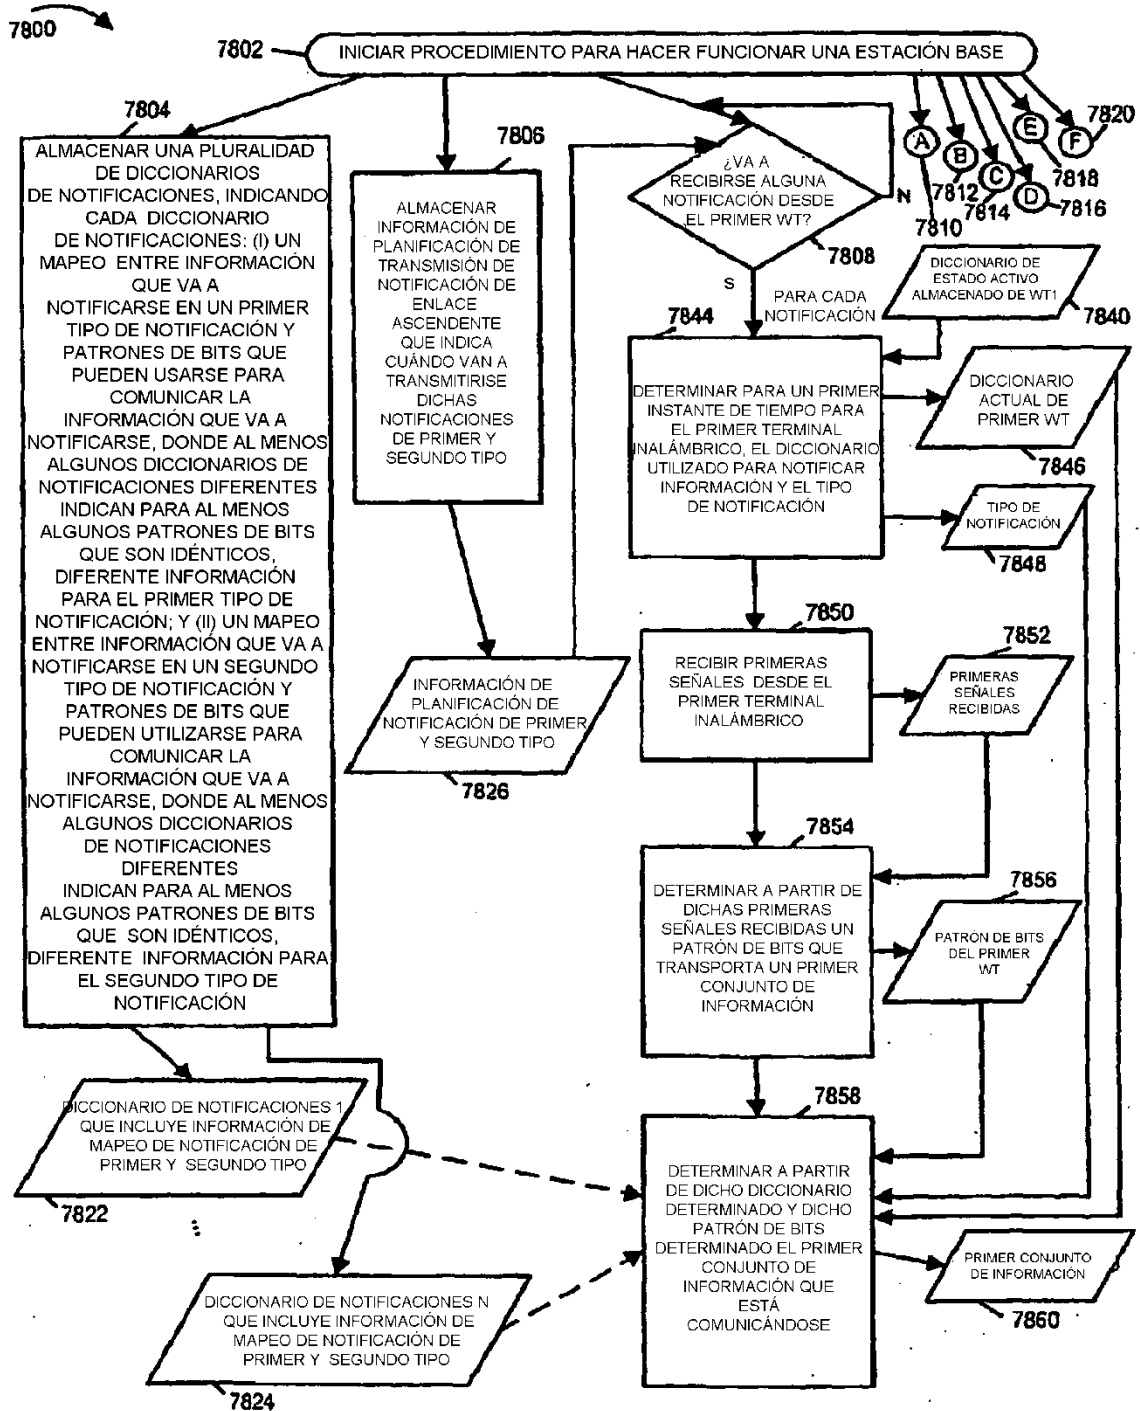 7800
7802
INICIAR PROCEDIMIENTO PARA HACER FUNCIONAR UNA ESTACIÓN BASE
7804
ALMACENAR UNA PLURALIDAD
DE DICCIONARIOS
DE NOTIFICACIONES, INDICANDO
CADA DICCIONARIO
DE NOTIFICACIONES: (I) UN
MAPEO ENTRE INFORMACIÓN
QUE VA A
NOTIFICARSE EN UN PRIMER
TIPO DE NOTIFICACIÓN Y
PATRONES DE BITS QUE
PUEDEN USARSE PARA
COMUNICAR LA
INFORMACIÓN QUE VA A
NOTIFICARSE, DONDE AL MENOS
ALGUNOS DICCIONARIOS DE
NOTIFICACIONES DIFERENTES
INDICAN PARA AL MENOS
ALGUNOS PATRONES DE BITS
QUE SON IDÉNTICOS,
DIFERENTE INFORMACIÓN
PARA EL PRIMER TIPO DE
NOTIFICACIÓN; Y (II) UN MAPEO
ENTRE INFORMACIÓN QUE VA A
NOTIFICARSE EN UN SEGUNDO
TIPO DE NOTIFICACIÓN Y
PATRONES DE BITS QUE
PUEDEN UTILIZARSE PARA
COMUNICAR LA
INFORMACIÓN QUE VA A
NOTIFICARSE, DONDE AL MENOS
ALGUNOS DICCIONARIOS
DE NOTIFICACIONES
DIFERENTES
INDICAN PARA AL MENOS
ALGUNOS PATRONES DE BITS
QUE SON IDÉNTICOS,
DIFERENTE INFORMACIÓN PARA
EL SEGUNDO TIPO DE
NOTIFICACIÓN
7806
ALMACENAR
INFORMACIÓN DE
PLANIFICACIÓN DE
TRANSMISIÓN DE
NOTIFICACIÓN DE
ENLACE
ASCENDENTE
QUE INDICA
CUÁNDO VAN A
TRANSMITIRISE
DICHAS
NOTIFICACIONES
DE PRIMER Y
SEGUNDO TIPO
¿VA A
RECIBIRSE ALGUNA
NOTIFICACIÓN DESDE
EL PRIMER WT?
N
7808
S
PARA CADA
NOTIFICACIÓN
A
7810
B
7812
C
7814
D
7816
E
7818
F
7820
DICCIONARIO DE
ESTADO ACTIVO
ALMACENADO DE WT1
7840
7844
DETERMINAR PARA UN PRIMER
INSTANTE DE TIEMPO PARA
EL PRIMER TERMINAL
INALÁMBRICO, EL DICCIONARIO
UTILIZADO PARA NOTIFICAR
INFORMACIÓN Y EL TIPO
DE NOTIFICACIÓN
DICCIONARIO
ACTUAL DE
PRIMER WT
7846
TIPO DE
NOTIFICACIÓN
7848
7850
RECIBIR PRIMERAS
SEÑALES DESDE EL
PRIMER TERMINAL
INALÁMBRICO
7852
PRIMERAS
SEÑALES
RECIBIDAS
INFORMACIÓN DE
PLANIFICACIÓN DE
NOTIFICACIÓN DE PRIMER
Y SEGUNDO TIPO
7826
7854
DETERMINAR A PARTIR DE
DICHAS PRIMERAS
SEÑALES RECIBIDAS UN
PATRÓN DE BITS QUE
TRANSPORTA UN PRIMER
CONJUNTO DE
INFORMACIÓN
7856
PATRÓN DE BITS
DEL PRIMER
WT
7858
DETERMINAR A PARTIR
DE DICHO DICCIONARIO
DETERMINADO Y DICHO
PATRÓN DE BITS
DETERMINADO EL PRIMER
CONJUNTO DE
INFORMACIÓN QUE
ESTÁ
COMUNICÁNDOSE
PRIMER CONJUNTO
DE INFORMACIÓN
7860
DICCIONARIO DE NOTIFICACIONES 1
QUE INCLUYE INFORMACIÓN DE
MAPEO DE NOTIFICACIÓN DE
PRIMER Y SEGUNDO TIPO
7822
...
DICCIONARIO DE NOTIFICACIONES N
QUE INCLUYE INFORMACIÓN DE
MAPEO DE NOTIFICACIÓN DE
PRIMER Y SEGUNDO TIPO
7824